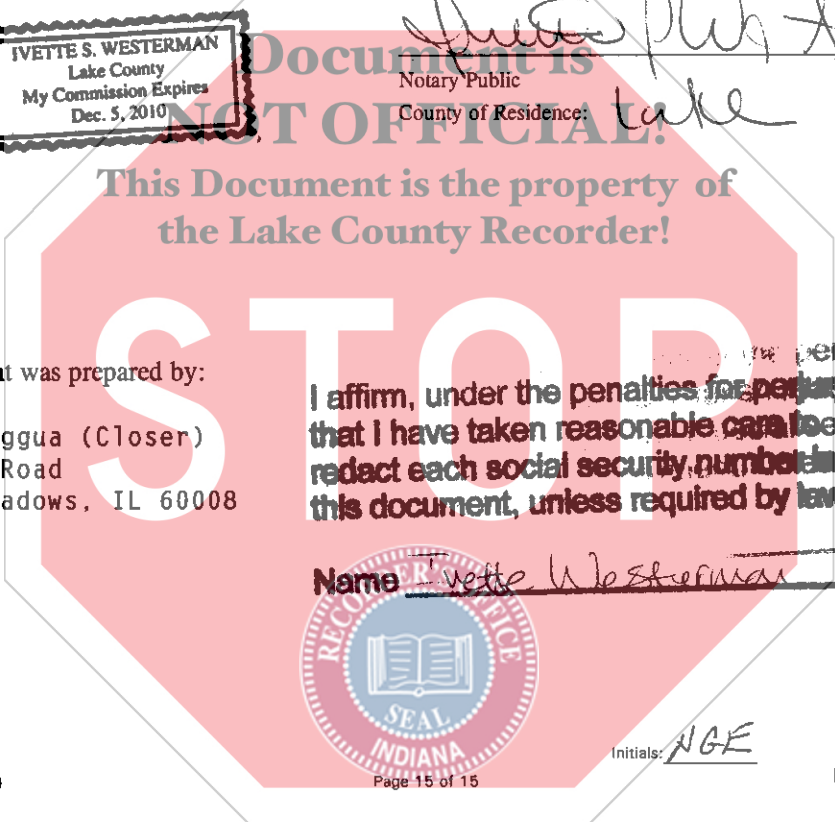 IVETTE S. WESTERMAN
Lake County
My Commission Expires
Dec. 5, 2010
Notary Public
County of Residence: Lake
Document is
NOT OFFICIAL!
This Document is the property of
the Lake County Recorder!
STOP
t was prepared by:
ggua (Closer)
Road
adows, IL 60008
I affirm, under the penalties for perju
that I have taken reasonable care to
redact each social security number in
this document, unless required by law
Name Ivette Westerman
RECORDER'S OFFICE
SEAL
INDIANA
Initials: NGE
Page 15 of 15